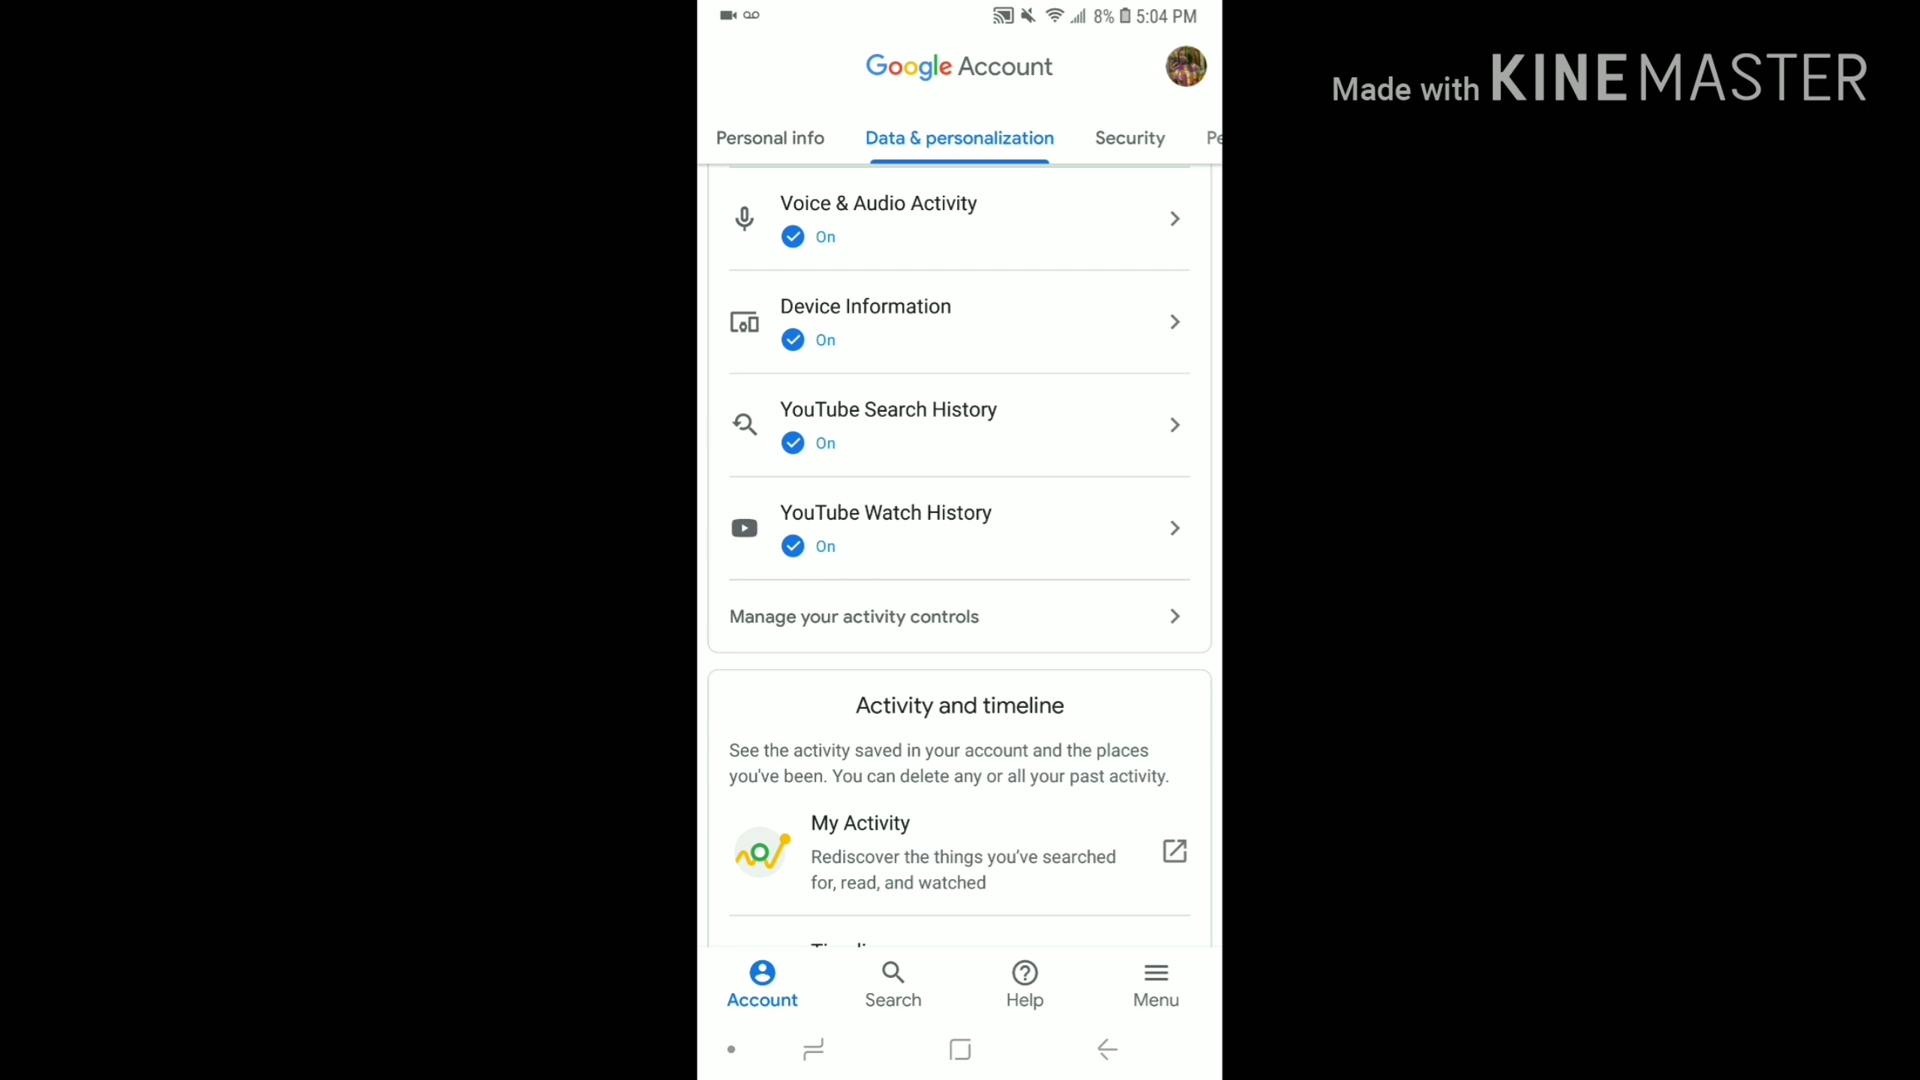 8% 5:04 PM
Made with KINEMASTER
Google Account
Personal info Data & personalization Security Pe
Voice & Audio Activity
On
Device Information
On
YouTube Search History
On
YouTube Watch History
On
Manage your activity controls
Activity and timeline
See the activity saved in your account and the places
you've been. You can delete any or all your past activity.
My Activity
Rediscover the things you've searched
for, read, and watched
Account Search Help Menu